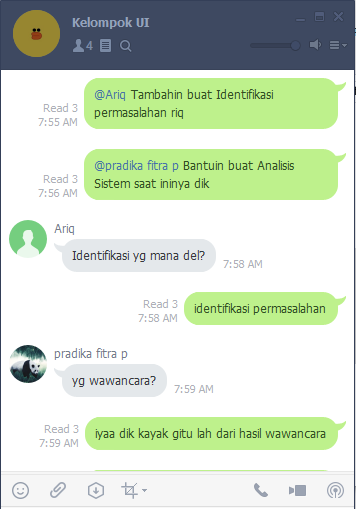 Kelompok UI
4
@Ariq Tambahin buat Identifikasi
permasalahan riq
Read 3
7:55 AM
@pradika fitra p Bantuin buat Analisis
Sistem saat ininya dik
Read 3
7:56 AM
Ariq
Identifikasi yg mana del?
7:58 AM
Read 3
7:58 AM
identifikasi permasalahan
pradika fitra p
yg wawancara?
7:59 AM
Read 3
7:59 AM
iyaa dik kayak gitu lah dari hasil wawancara